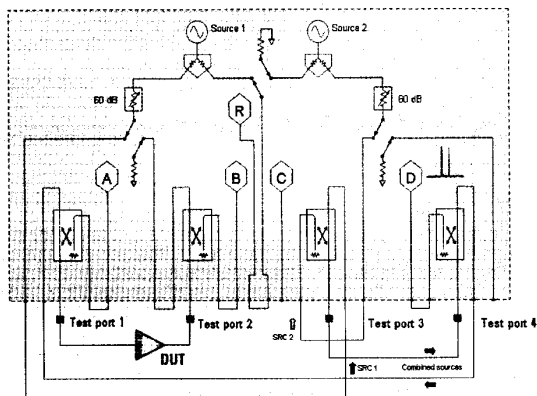 Source 1
Source 2
60 dB
60 dB
R
A
B
C
D
Test port 1
Test port 2
Test port 3
Test port 4
SRC 2
DUT
SRC 1
Combined sources